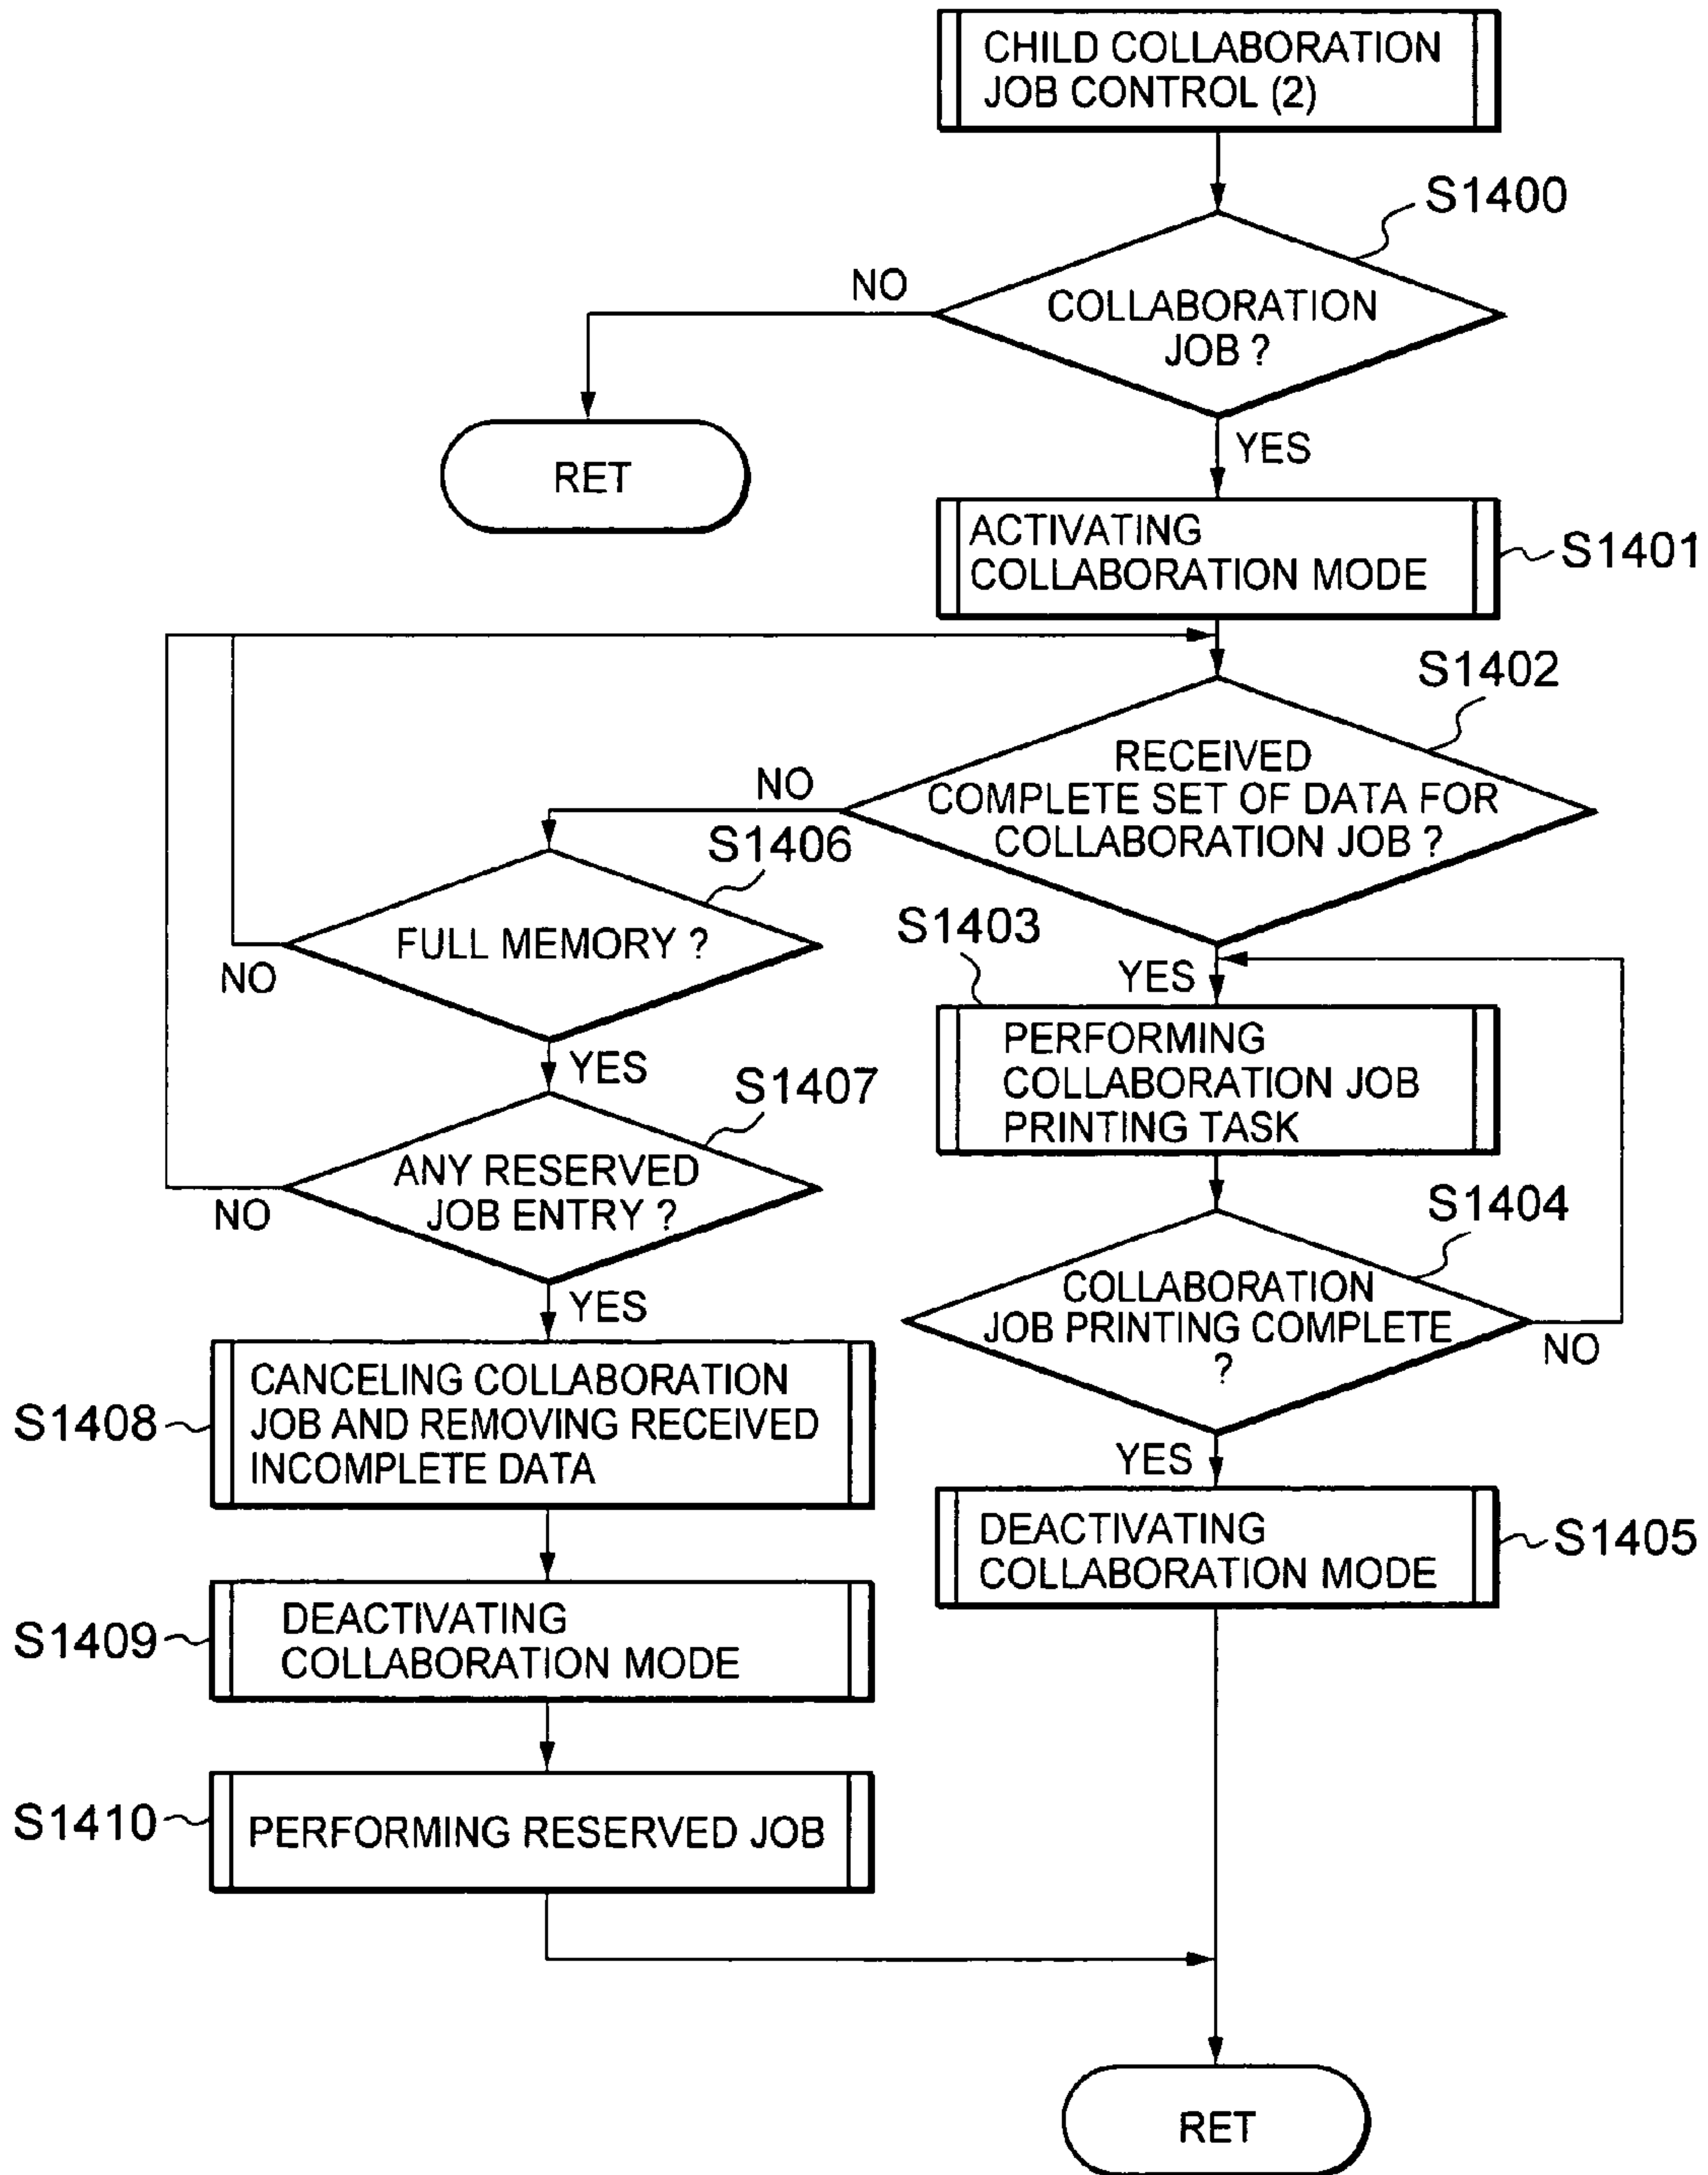 CHILD COLLABORATION
JOB CONTROL (2)
S1400
NO
COLLABORATION
JOB ?
RET
YES
ACTIVATING
COLLABORATION MODE
S1401
S1402
RECEIVED
COMPLETE SET OF DATA FOR
COLLABORATION JOB ?
NO
S1406
FULL MEMORY ?
NO
S1403
YES
PERFORMING
COLLABORATION JOB
PRINTING TASK
YES
S1407
ANY RESERVED
JOB ENTRY ?
NO
S1404
COLLABORATION
JOB PRINTING COMPLETE
?
NO
YES
S1408
CANCELING COLLABORATION
JOB AND REMOVING RECEIVED
INCOMPLETE DATA
YES
DEACTIVATING
COLLABORATION MODE
S1405
S1409
DEACTIVATING
COLLABORATION MODE
S1410
PERFORMING RESERVED JOB
RET